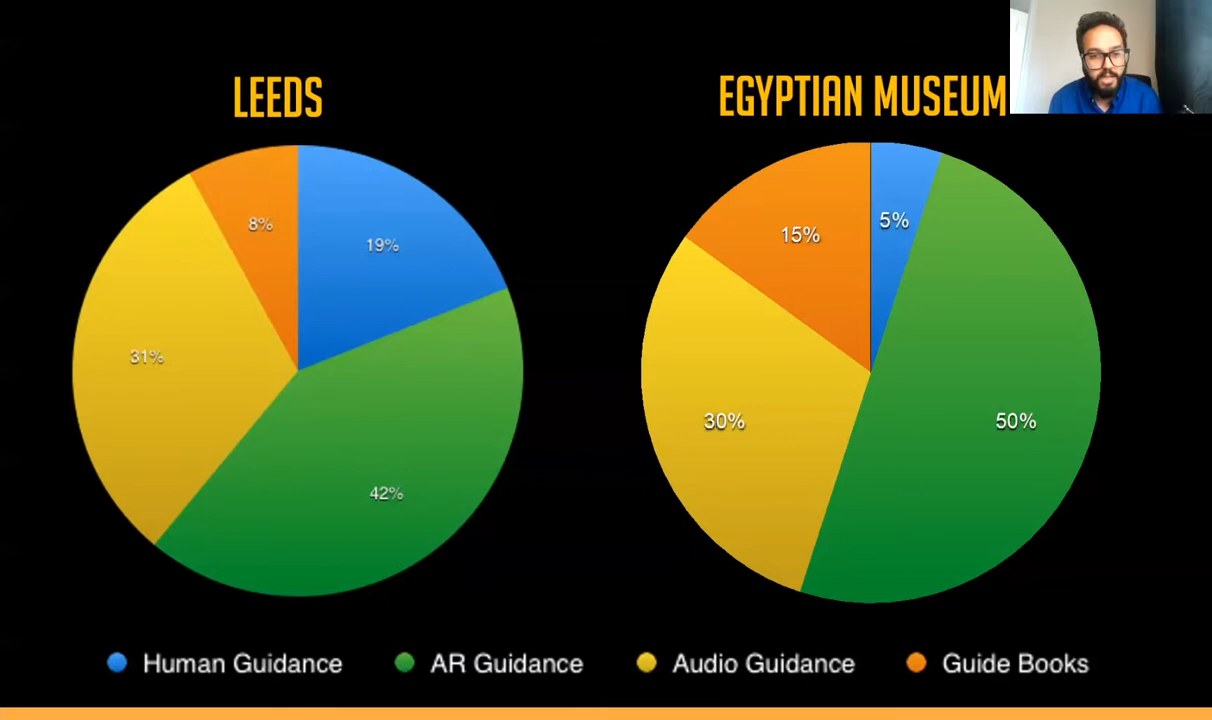 LEEDS
EGYPTIAN MUSEUM
8%
19%
31%
42%
15%
5%
30%
50%
Human Guidance
AR Guidance
Audio Guidance
Guide Books